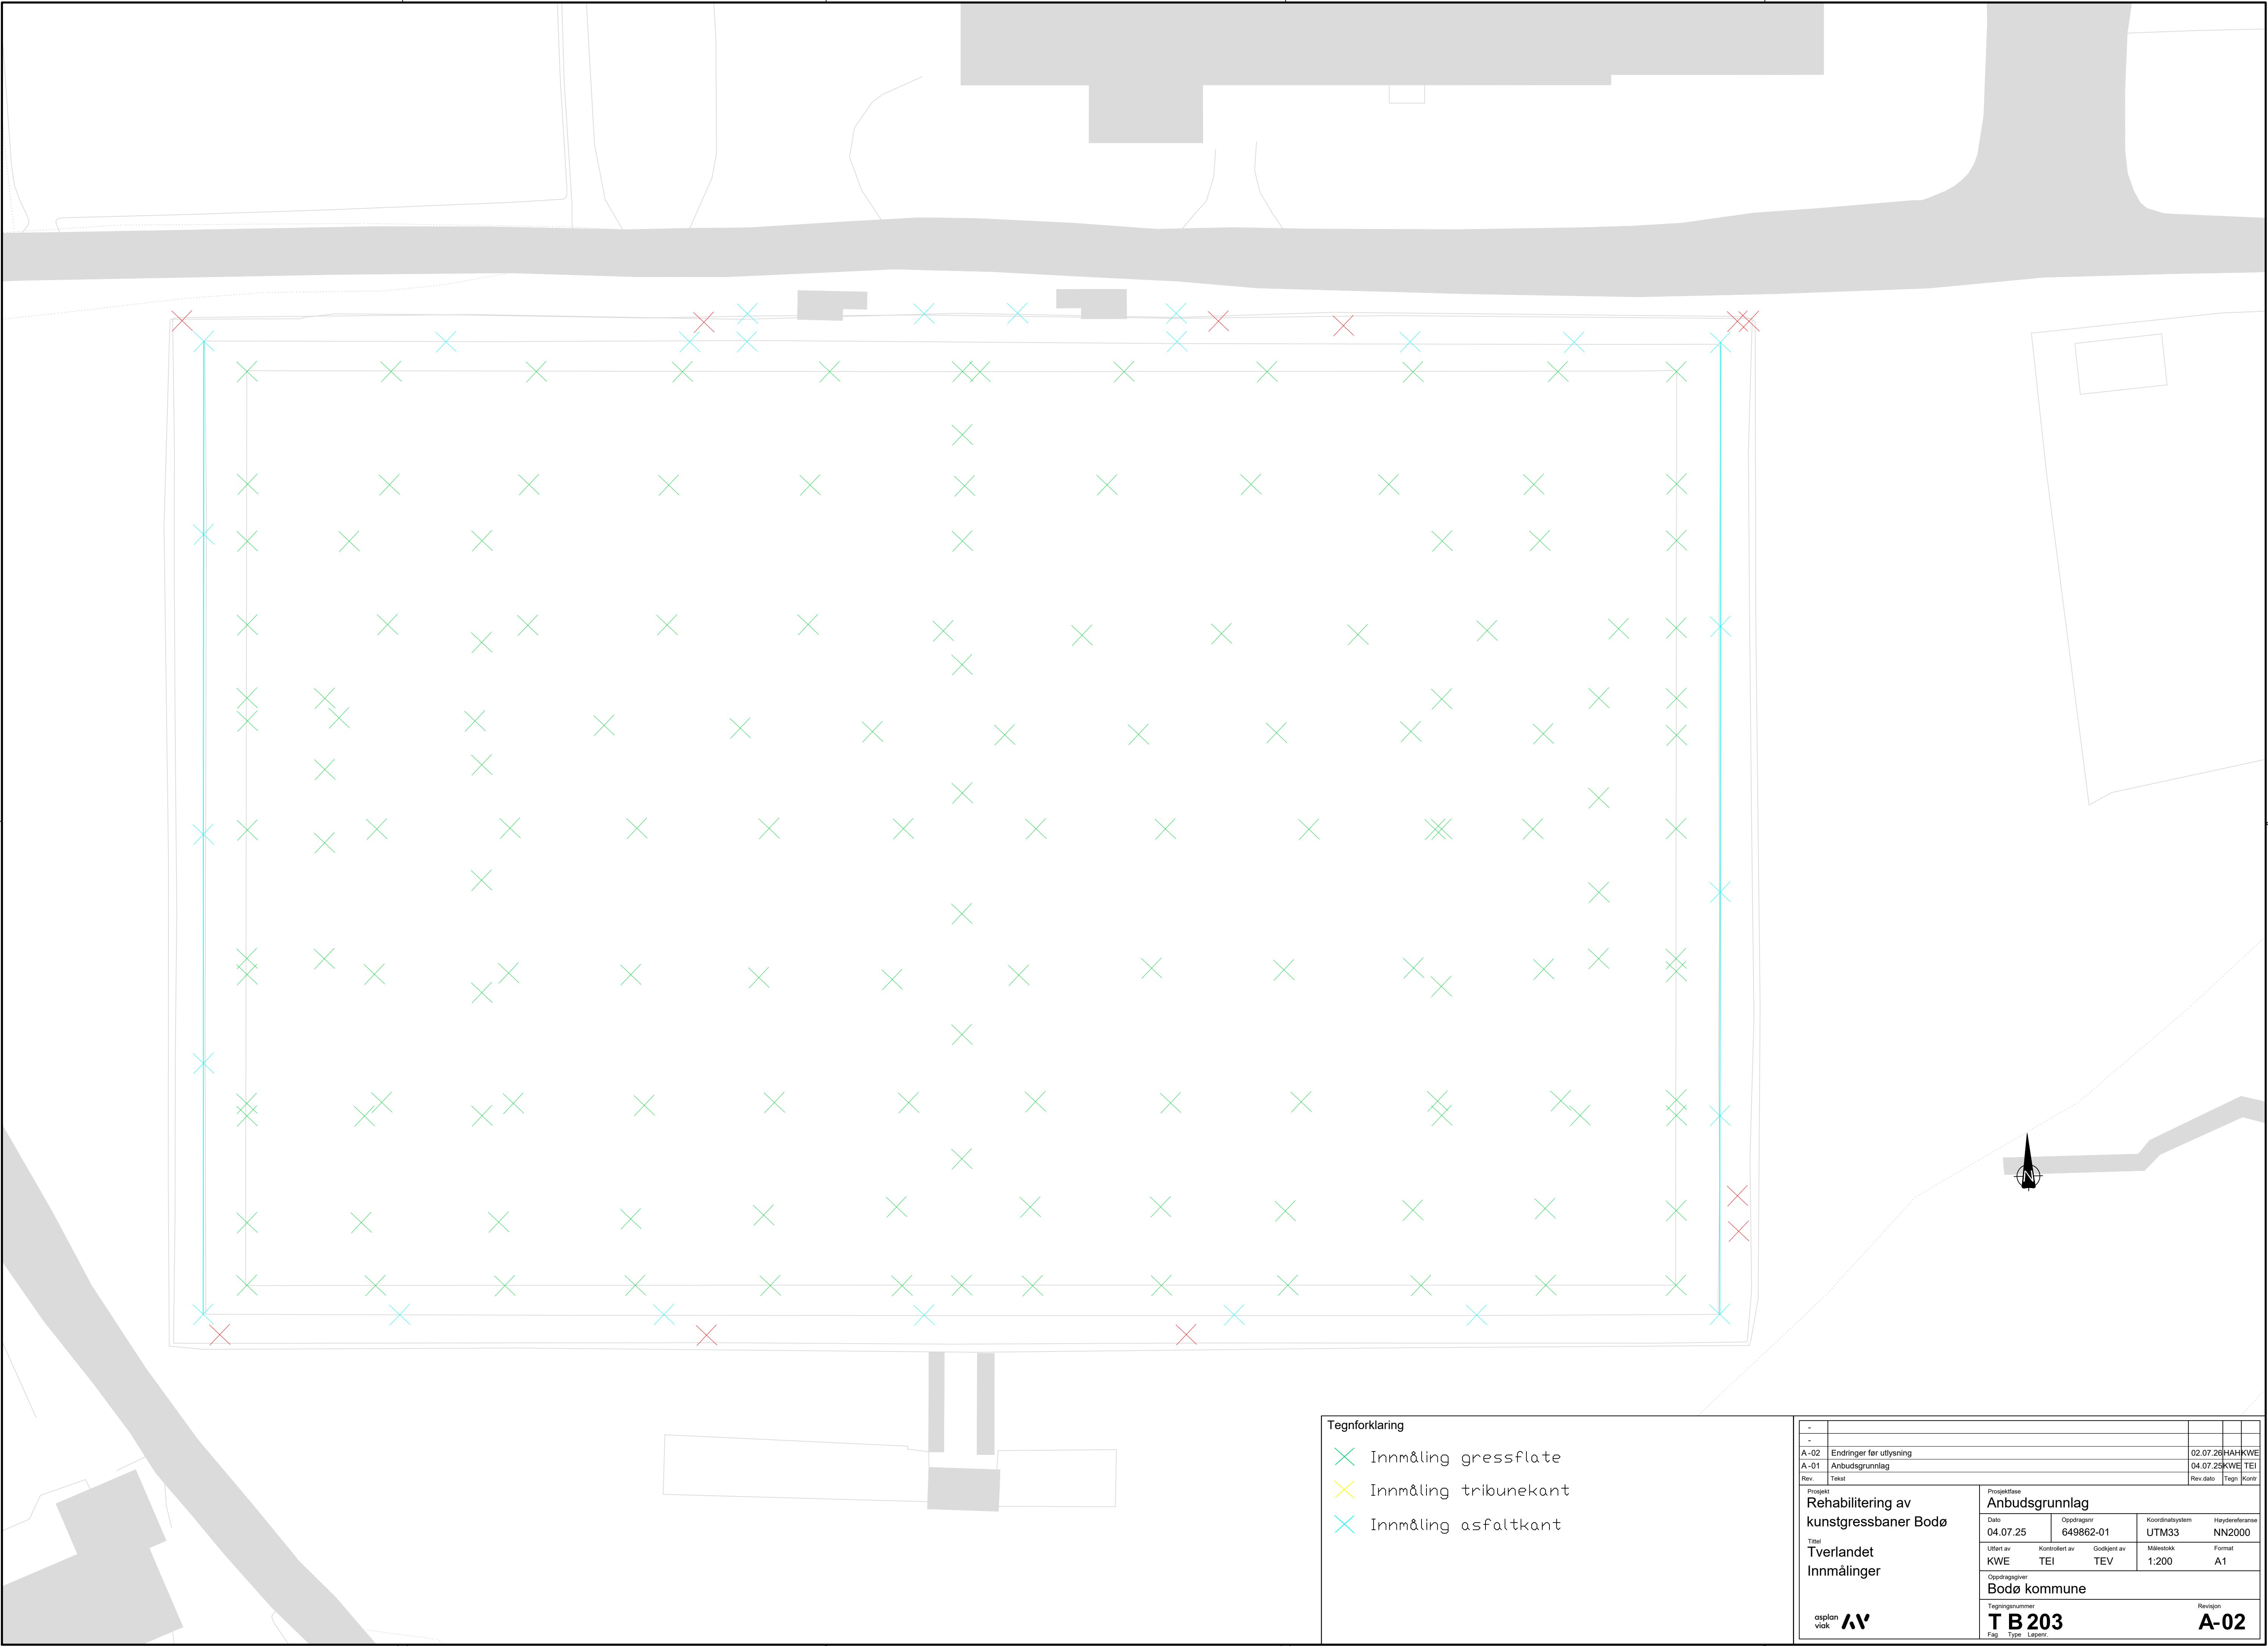 N
Tegnforklaring
Innmåling gressflate
Innmåling tribunekant
Innmåling asfaltkant
-
-
A-02 Endringer før utlysning 02.07.26 HAH KWE
A-01 Anbudsgrunnlag 04.07.25 KWE TEI
Rev. Tekst Rev.dato Tegn Kontr
Prosjekt
Rehabilitering av
kunstgressbaner Bodø
Tittel
Tverlandet
Innmålinger
asplan
viak
Prosjektfase
Anbudsgrunnlag
Dato Oppdragsnr Koordinatsystem Høydereferanse
04.07.25 649862-01 UTM33 NN2000
Utført av Kontrollert av Godkjent av Målestokk Format
KWE TEI TEV 1:200 A1
Oppdragsgiver
Bodø kommune
Tegningsnummer Revisjon
T B 203 A-02
Fag Type Løpenr.